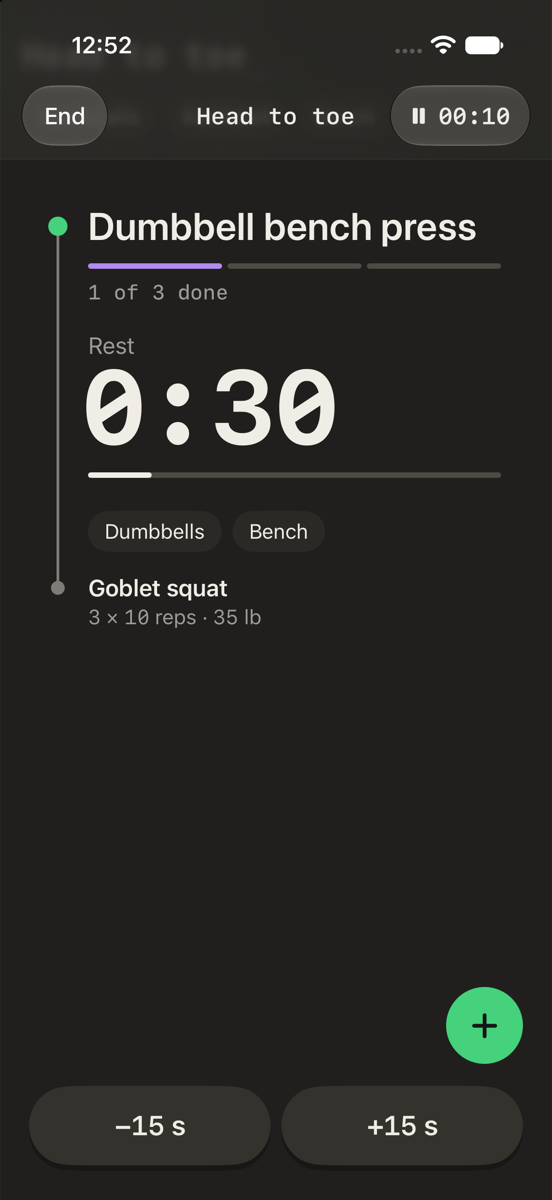 12:52
End
Head to toe
00:10
Dumbbell bench press
1 of 3 done
Rest
0:30
Dumbbells
Bench
Goblet squat
3 × 10 reps · 35 lb
–15 s
+15 s